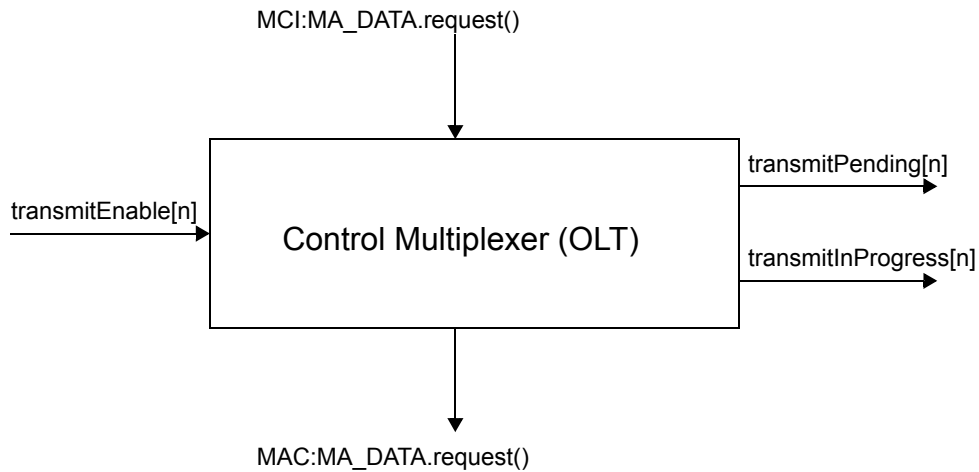 MCI:MA_DATA.request()
transmitPending[n]
transmitEnable[n]
Control Multiplexer (OLT)
transmitInProgress[n]
MAC:MA_DATA.request()